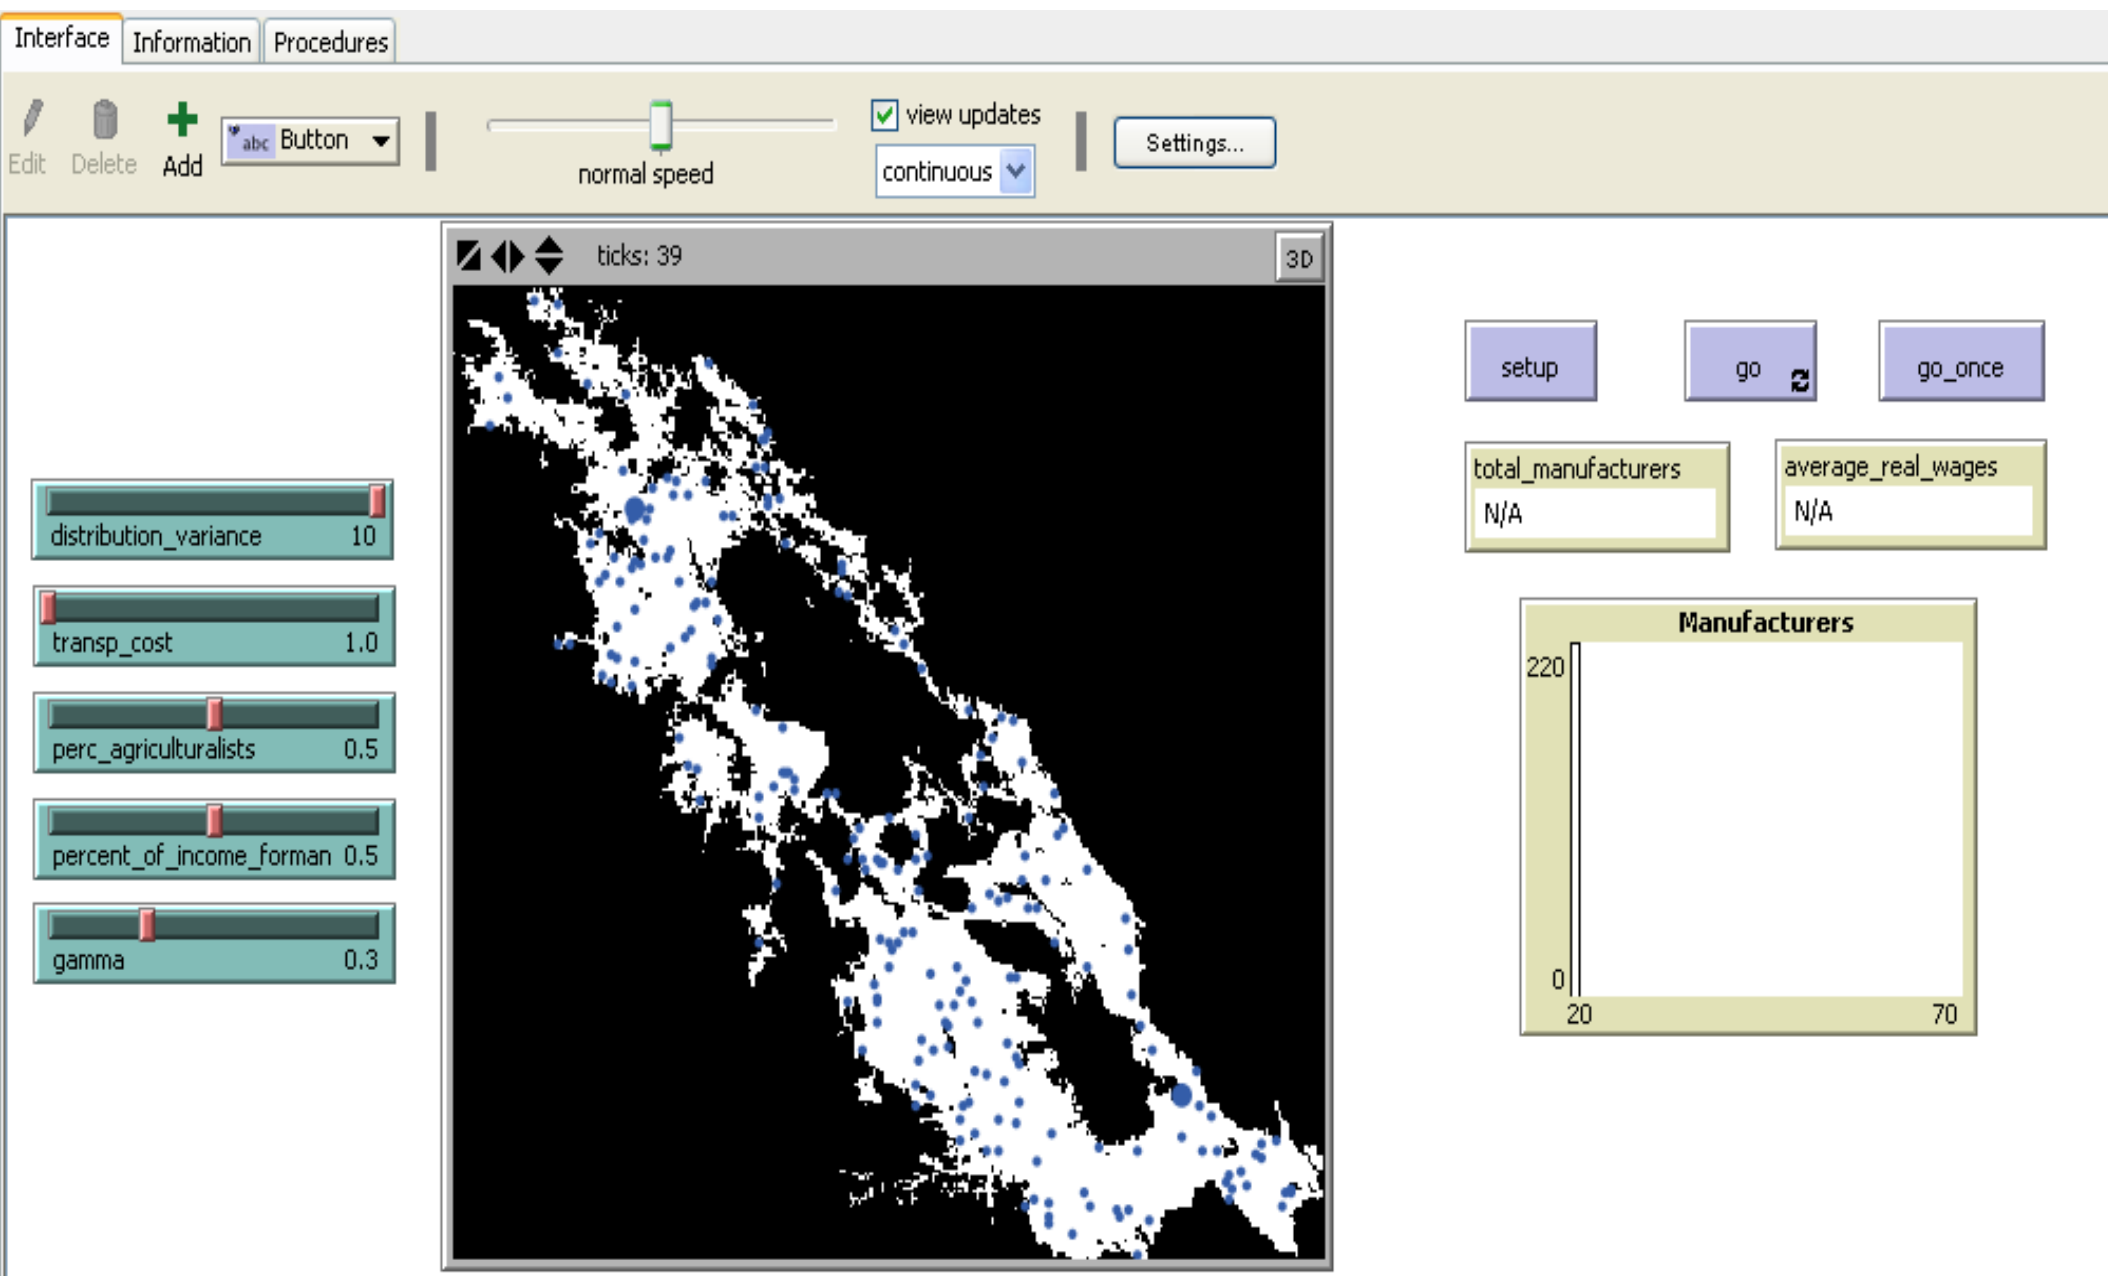 Interface Information Procedures
Edit Delete Add abc Button
normal speed
view updates
continuous
Settings...
ticks: 39
3D
distribution_variance 10
transp_cost 1.0
perc_agriculturalists 0.5
percent_of_income_forman 0.5
gamma 0.3
setup go go_once
total_manufacturers
N/A
average_real_wages
N/A
Manufacturers
220
0
20 70